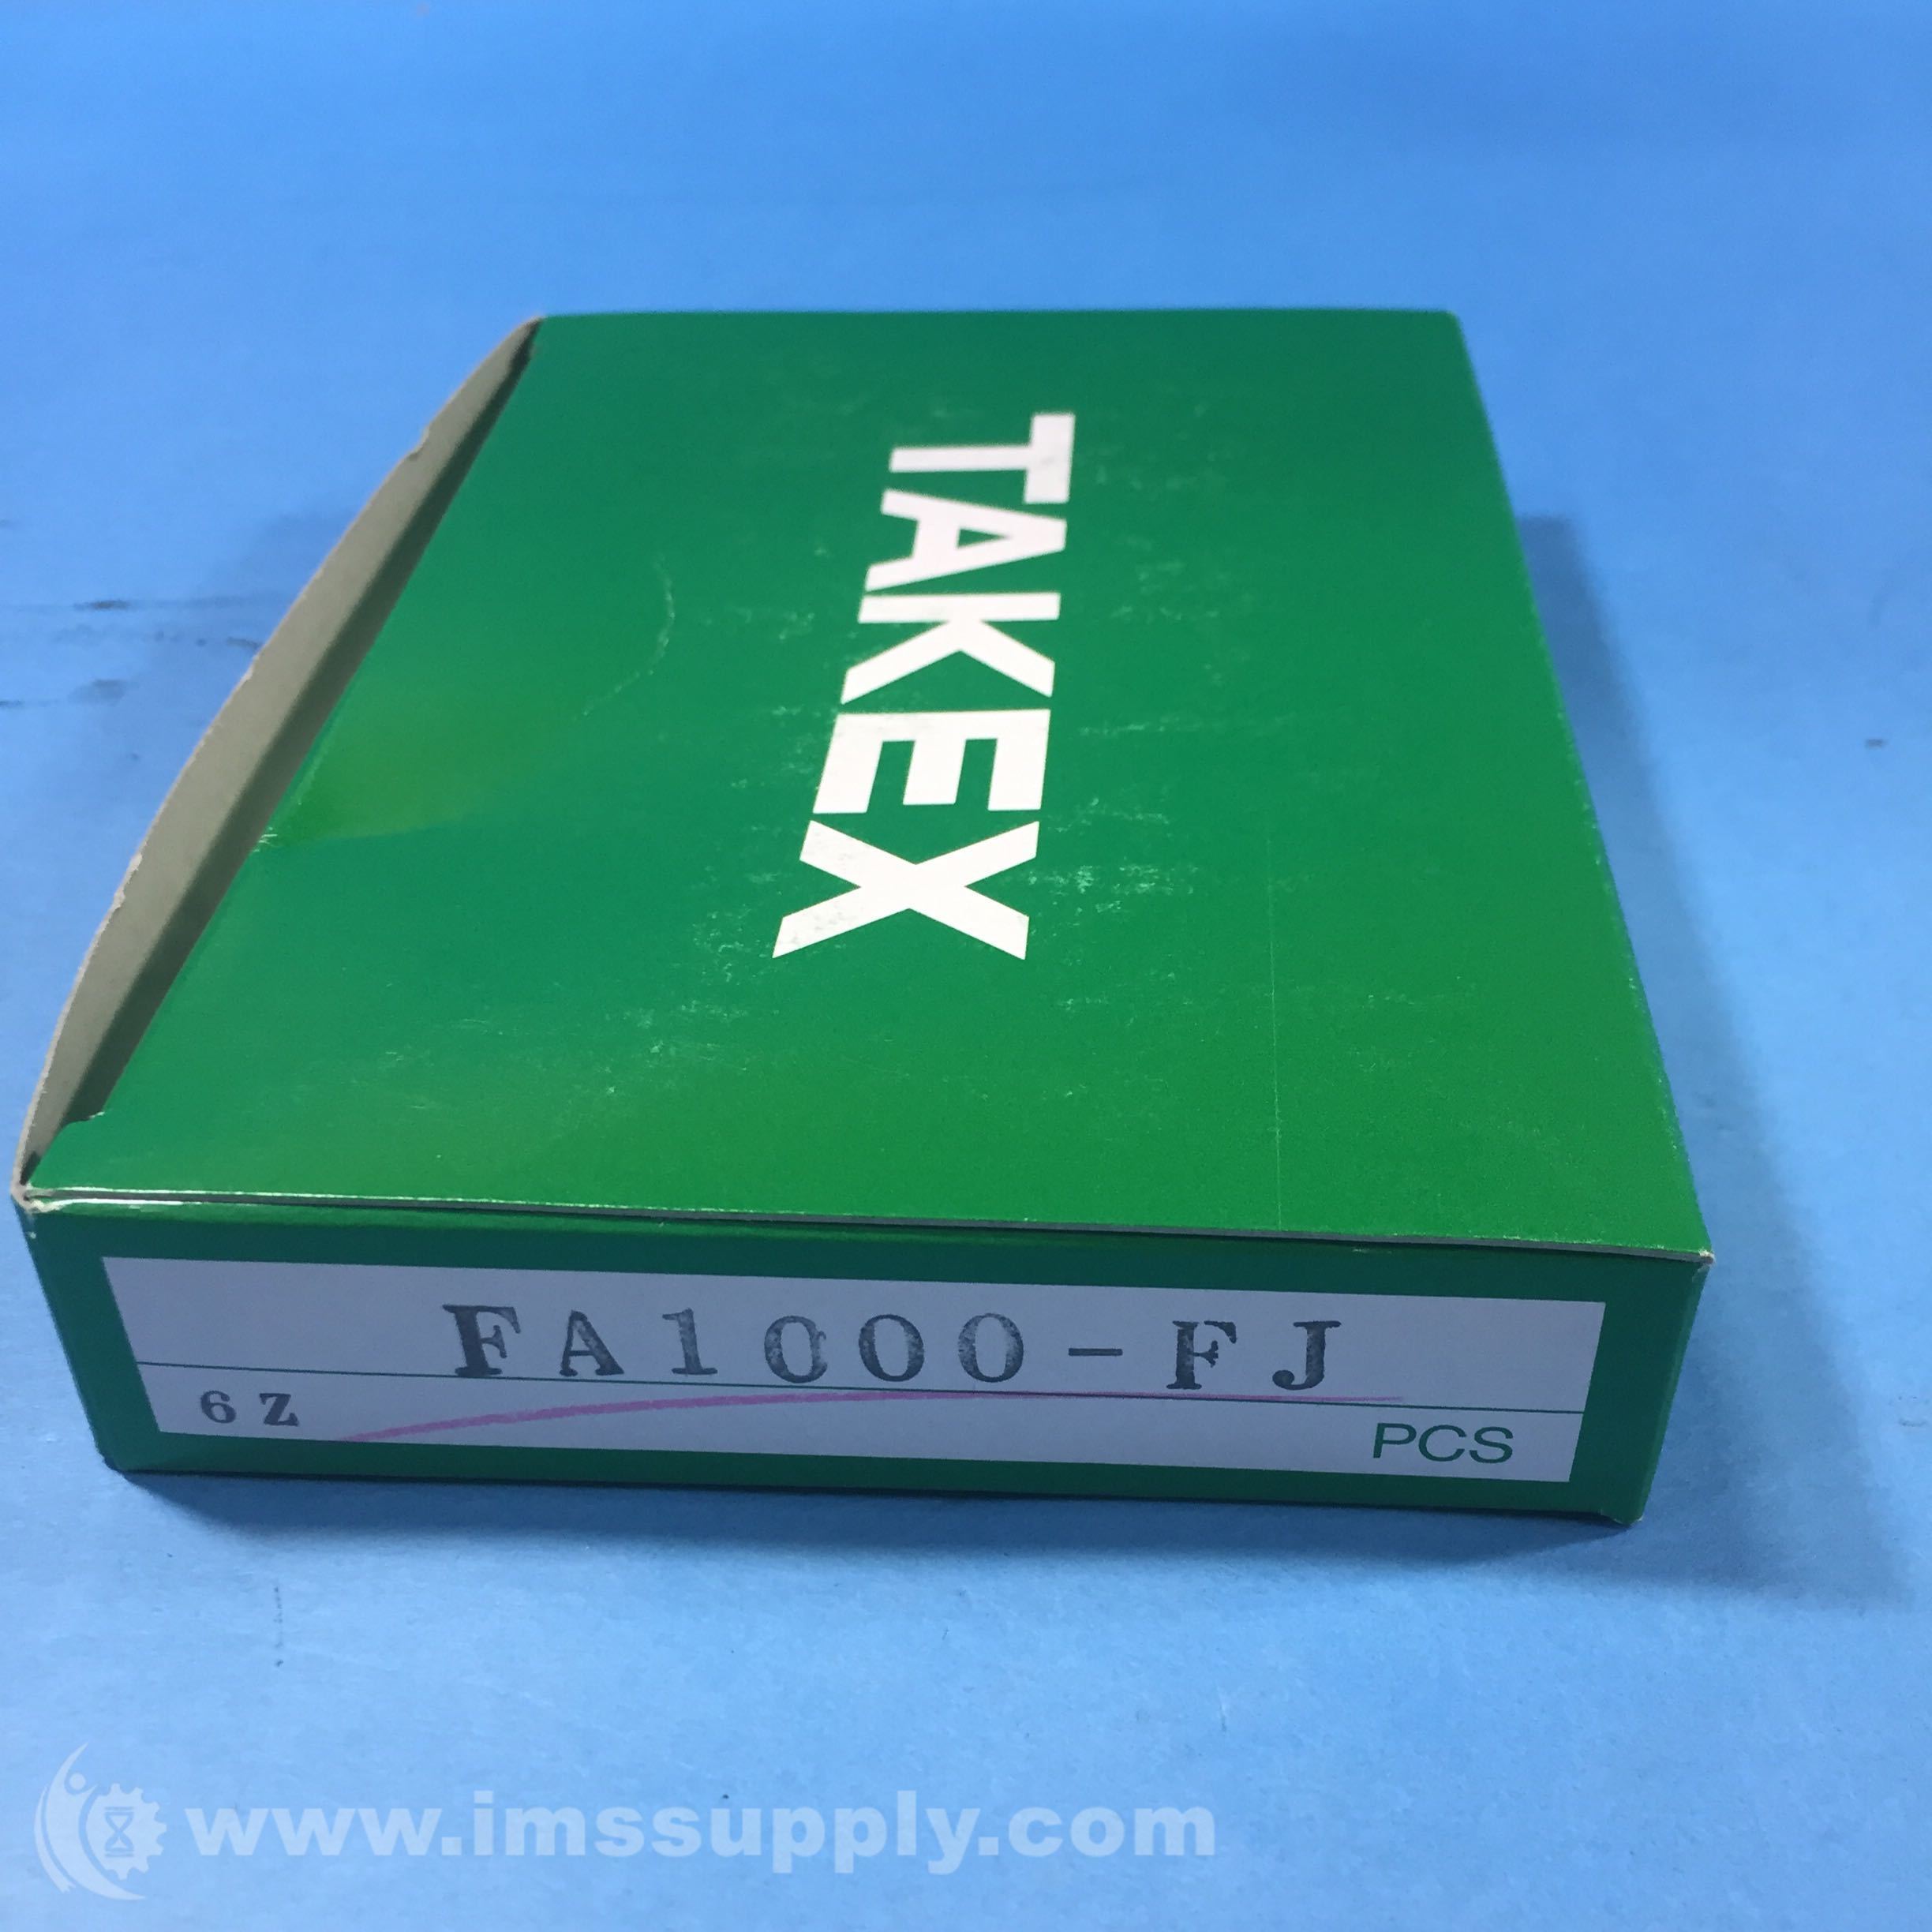 TAKEX
FA1000-FJ
6Z
PCS
www.imssupply.com